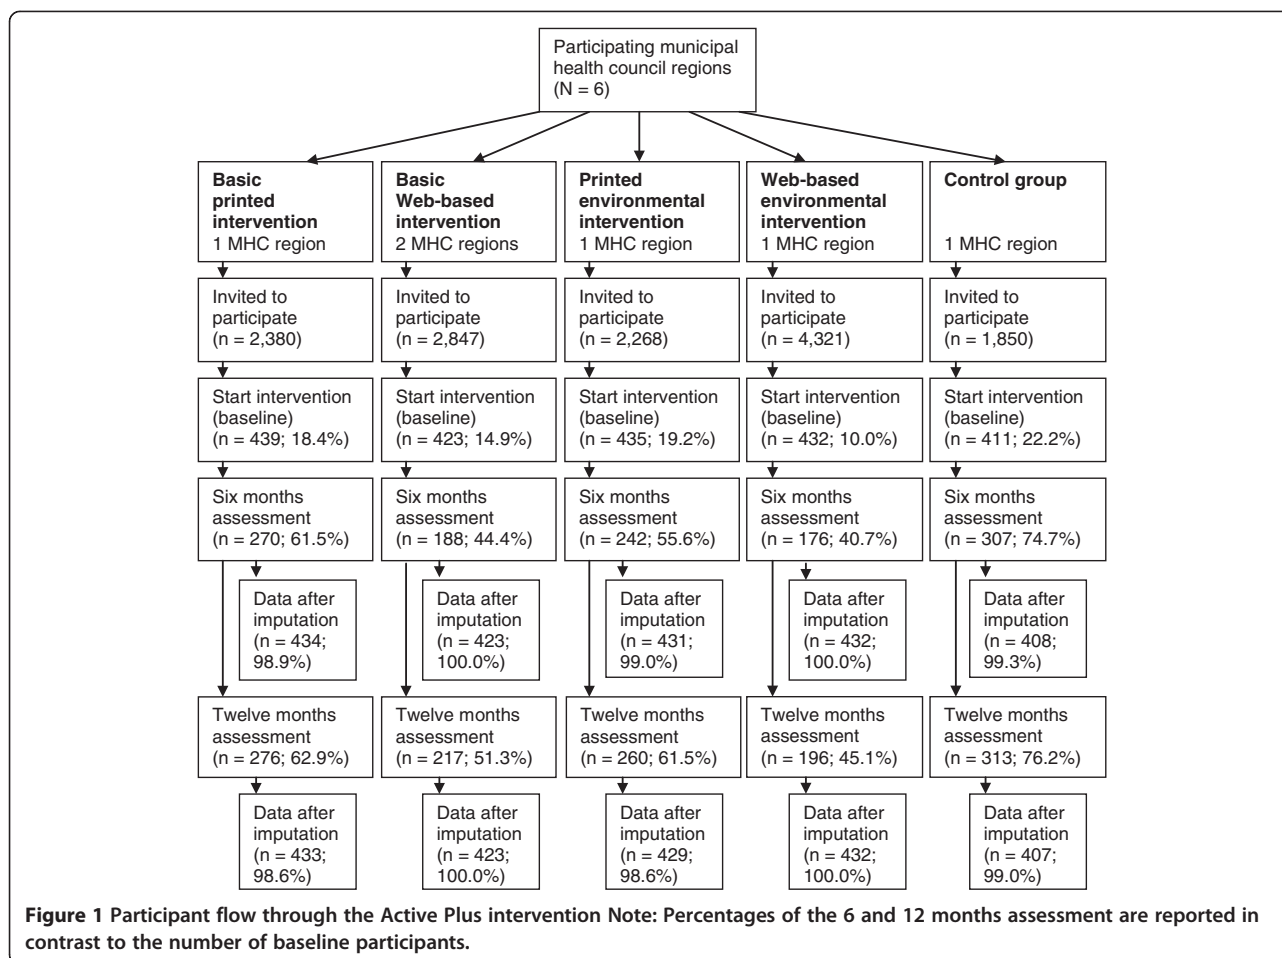 Participating municipal
health council regions
(N = 6)
Basic
printed
intervention
1 MHC region
Basic
Web-based
intervention
2 MHC regions
Printed
environmental
intervention
1 MHC region
Web-based
environmental
intervention
1 MHC region
Control group
1 MHC region
Invited to
participate
(n = 2,380)
Invited to
participate
(n = 2,847)
Invited to
participate
(n = 2,268)
Invited to
participate
(n = 4,321)
Invited to
participate
(n = 1,850)
Start intervention
(baseline)
(n = 439; 18.4%)
Start intervention
(baseline)
(n = 423; 14.9%)
Start intervention
(baseline)
(n = 435; 19.2%)
Start intervention
(baseline)
(n = 432; 10.0%)
Start intervention
(baseline)
(n = 411; 22.2%)
Six months
assessment
(n = 270; 61.5%)
Six months
assessment
(n = 188; 44.4%)
Six months
assessment
(n = 242; 55.6%)
Six months
assessment
(n = 176; 40.7%)
Six months
assessment
(n = 307; 74.7%)
Data after
imputation
(n = 434;
98.9%)
Data after
imputation
(n = 423;
100.0%)
Data after
imputation
(n = 431;
99.0%)
Data after
imputation
(n = 432;
100.0%)
Data after
imputation
(n = 408;
99.3%)
Twelve months
assessment
(n = 276; 62.9%)
Twelve months
assessment
(n = 217; 51.3%)
Twelve months
assessment
(n = 260; 61.5%)
Twelve months
assessment
(n = 196; 45.1%)
Twelve months
assessment
(n = 313; 76.2%)
Data after
imputation
(n = 433;
98.6%)
Data after
imputation
(n = 423;
100.0%)
Data after
imputation
(n = 429;
98.6%)
Data after
imputation
(n = 432;
100.0%)
Data after
imputation
(n = 407;
99.0%)
Figure 1 Participant flow through the Active Plus intervention Note: Percentages of the 6 and 12 months assessment are reported in
contrast to the number of baseline participants.